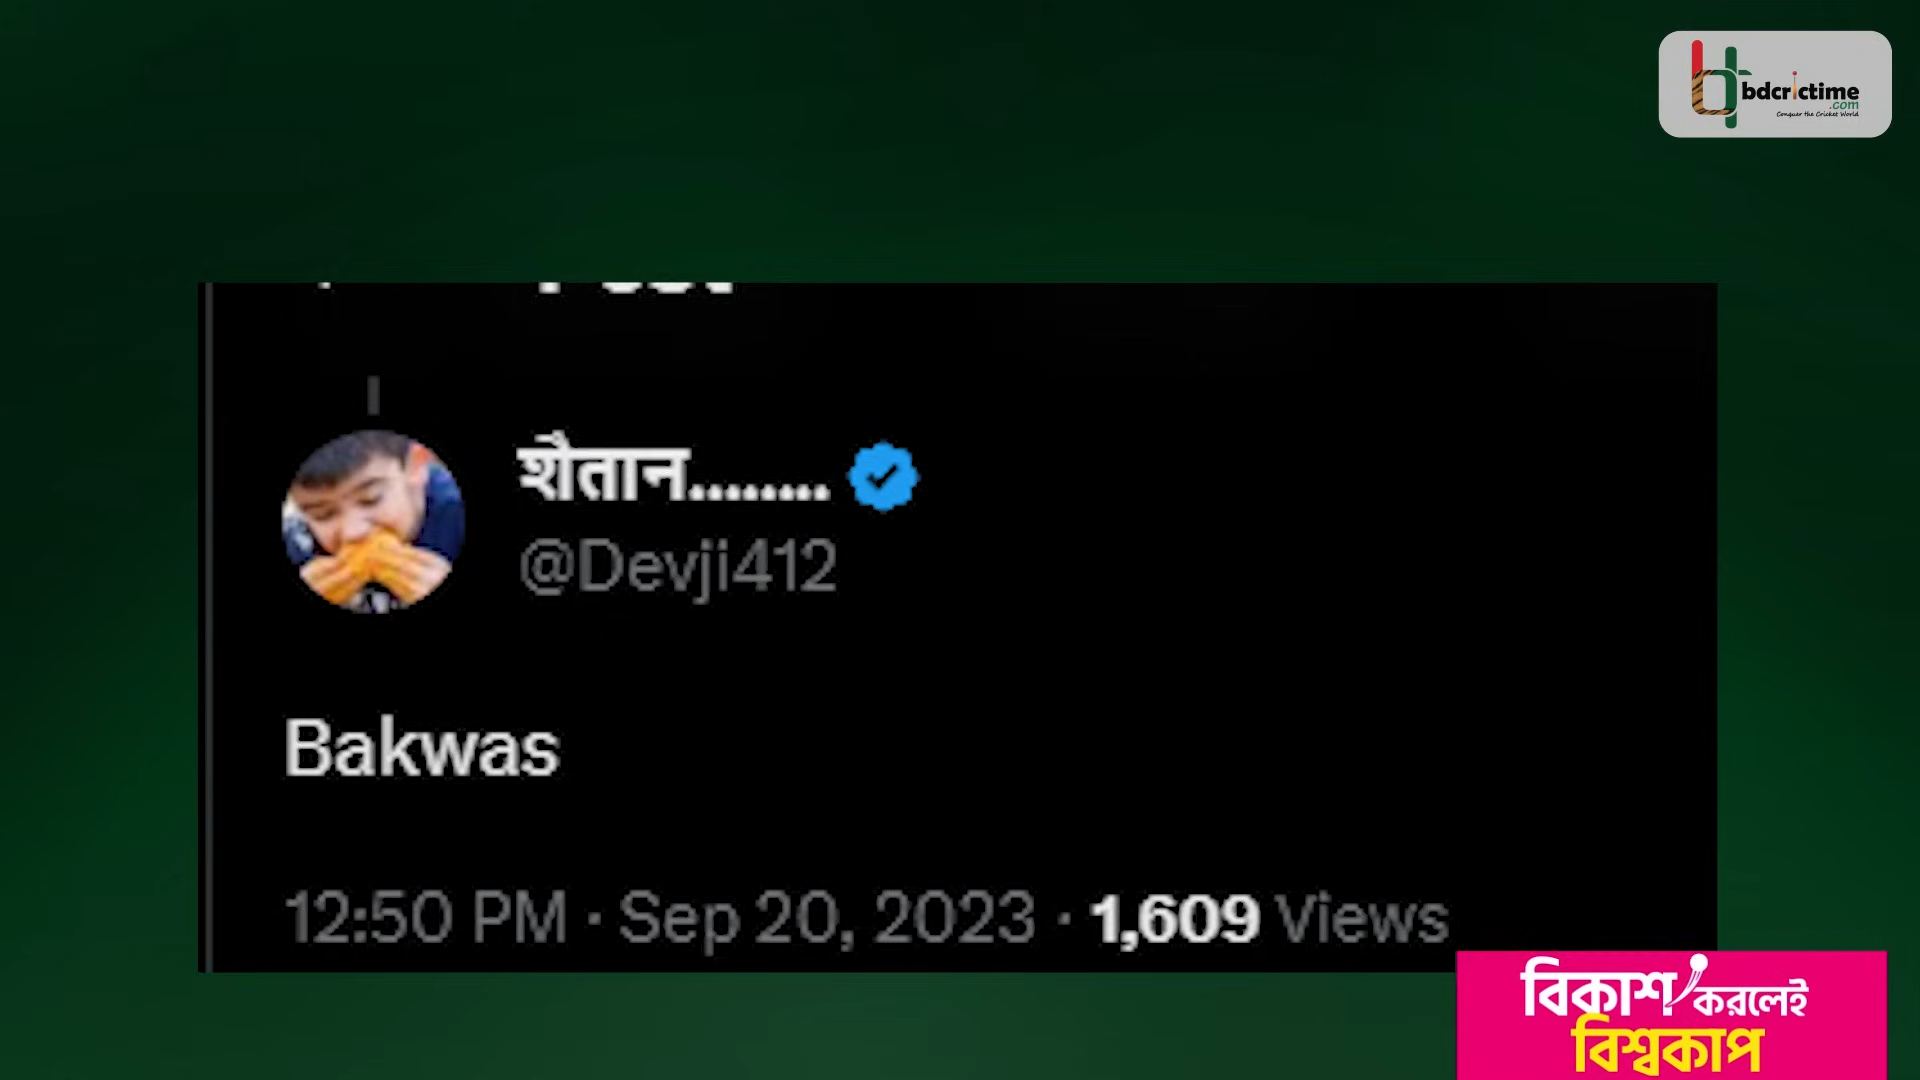 bdcrictime
.com
Conquer the Cricket World
शैतान........
@Devji412
Bakwas
12:50 PM · Sep 20, 2023 · 1,609 Views
বিকাশ করলেই
বিশ্বকাপ